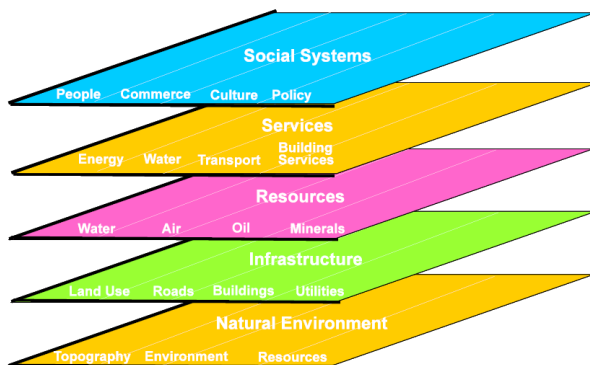 Social Systems
People Commerce Culture Policy
Services
Energy Water Transport Building Services
Resources
Water Air Oil Minerals
Infrastructure
Land Use Roads Buildings Utilities
Natural Environment
Topography Environment Resources